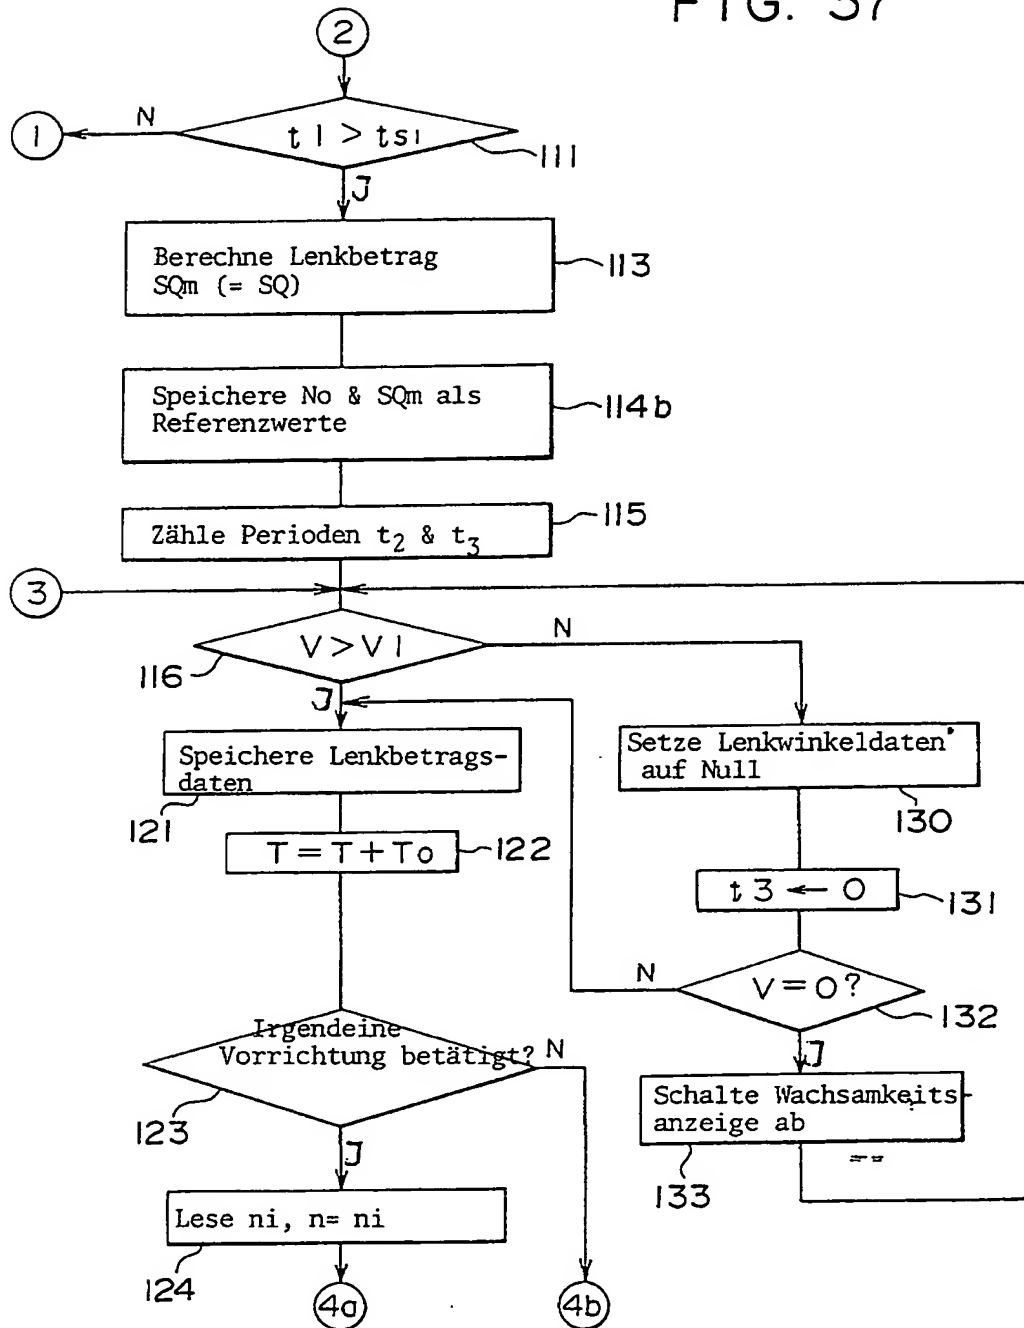 FIG. 37
2
N
1
t1 > ts1
111
J
Berechne Lenkbetrag
SQm (= SQ)
113
Speichere No & SQm als
Referenzwerte
114b
Zähle Perioden t2 & t3
115
3
V > V1
N
116
J
Speichere Lenkbetrags-
daten
121
Setze Lenkwinkeldaten
auf Null
130
T = T + To
122
t3 ← 0
131
V = 0?
N
132
J
Irgendeine
Vorrichtung betätigt?
N
123
J
Schalte Wachsamkeits-
anzeige ab
133
Lese ni, n= ni
124
4a
4b